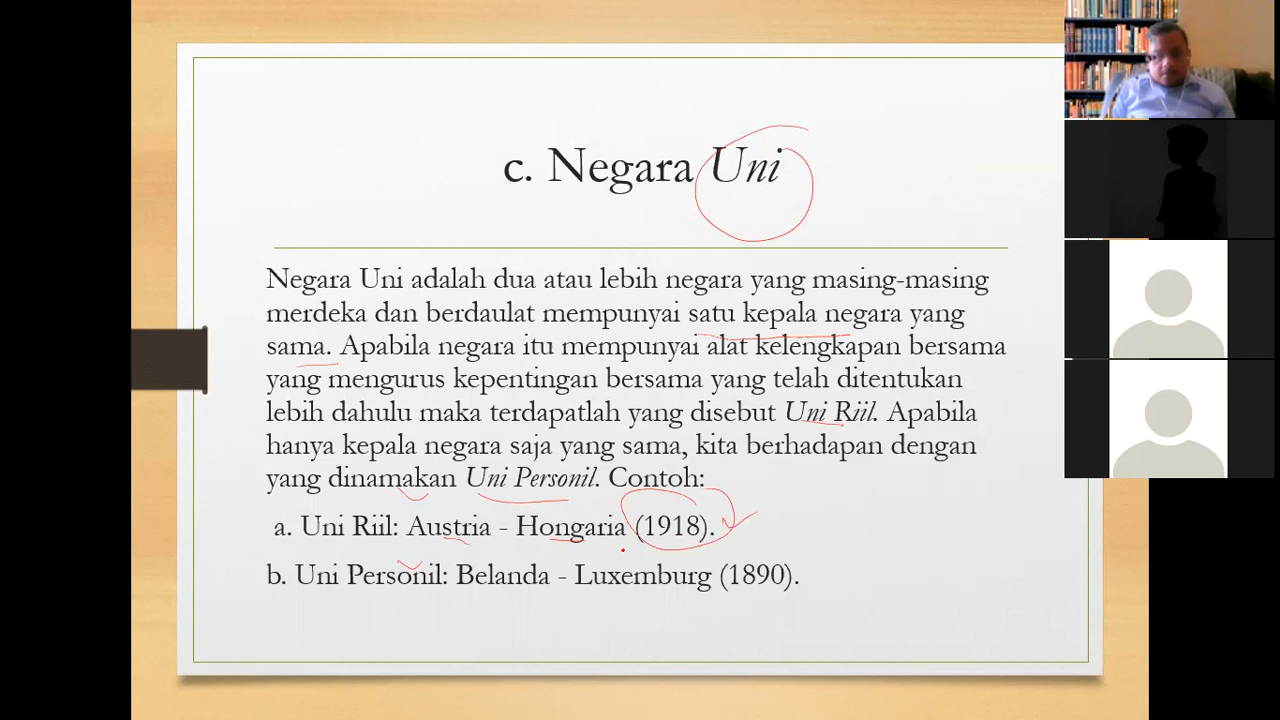 c. Negara Uni
Negara Uni adalah dua atau lebih negara yang masing-masing
merdeka dan berdaulat mempunyai satu kepala negara yang
sama. Apabila negara itu mempunyai alat kelengkapan bersama
yang mengurus kepentingan bersama yang telah ditentukan
lebih dahulu maka terdapatlah yang disebut Uni Riil. Apabila
hanya kepala negara saja yang sama, kita berhadapan dengan
yang dinamakan Uni Personil. Contoh:
a. Uni Riil: Austria - Hongaria (1918).
b. Uni Personil: Belanda - Luxemburg (1890).